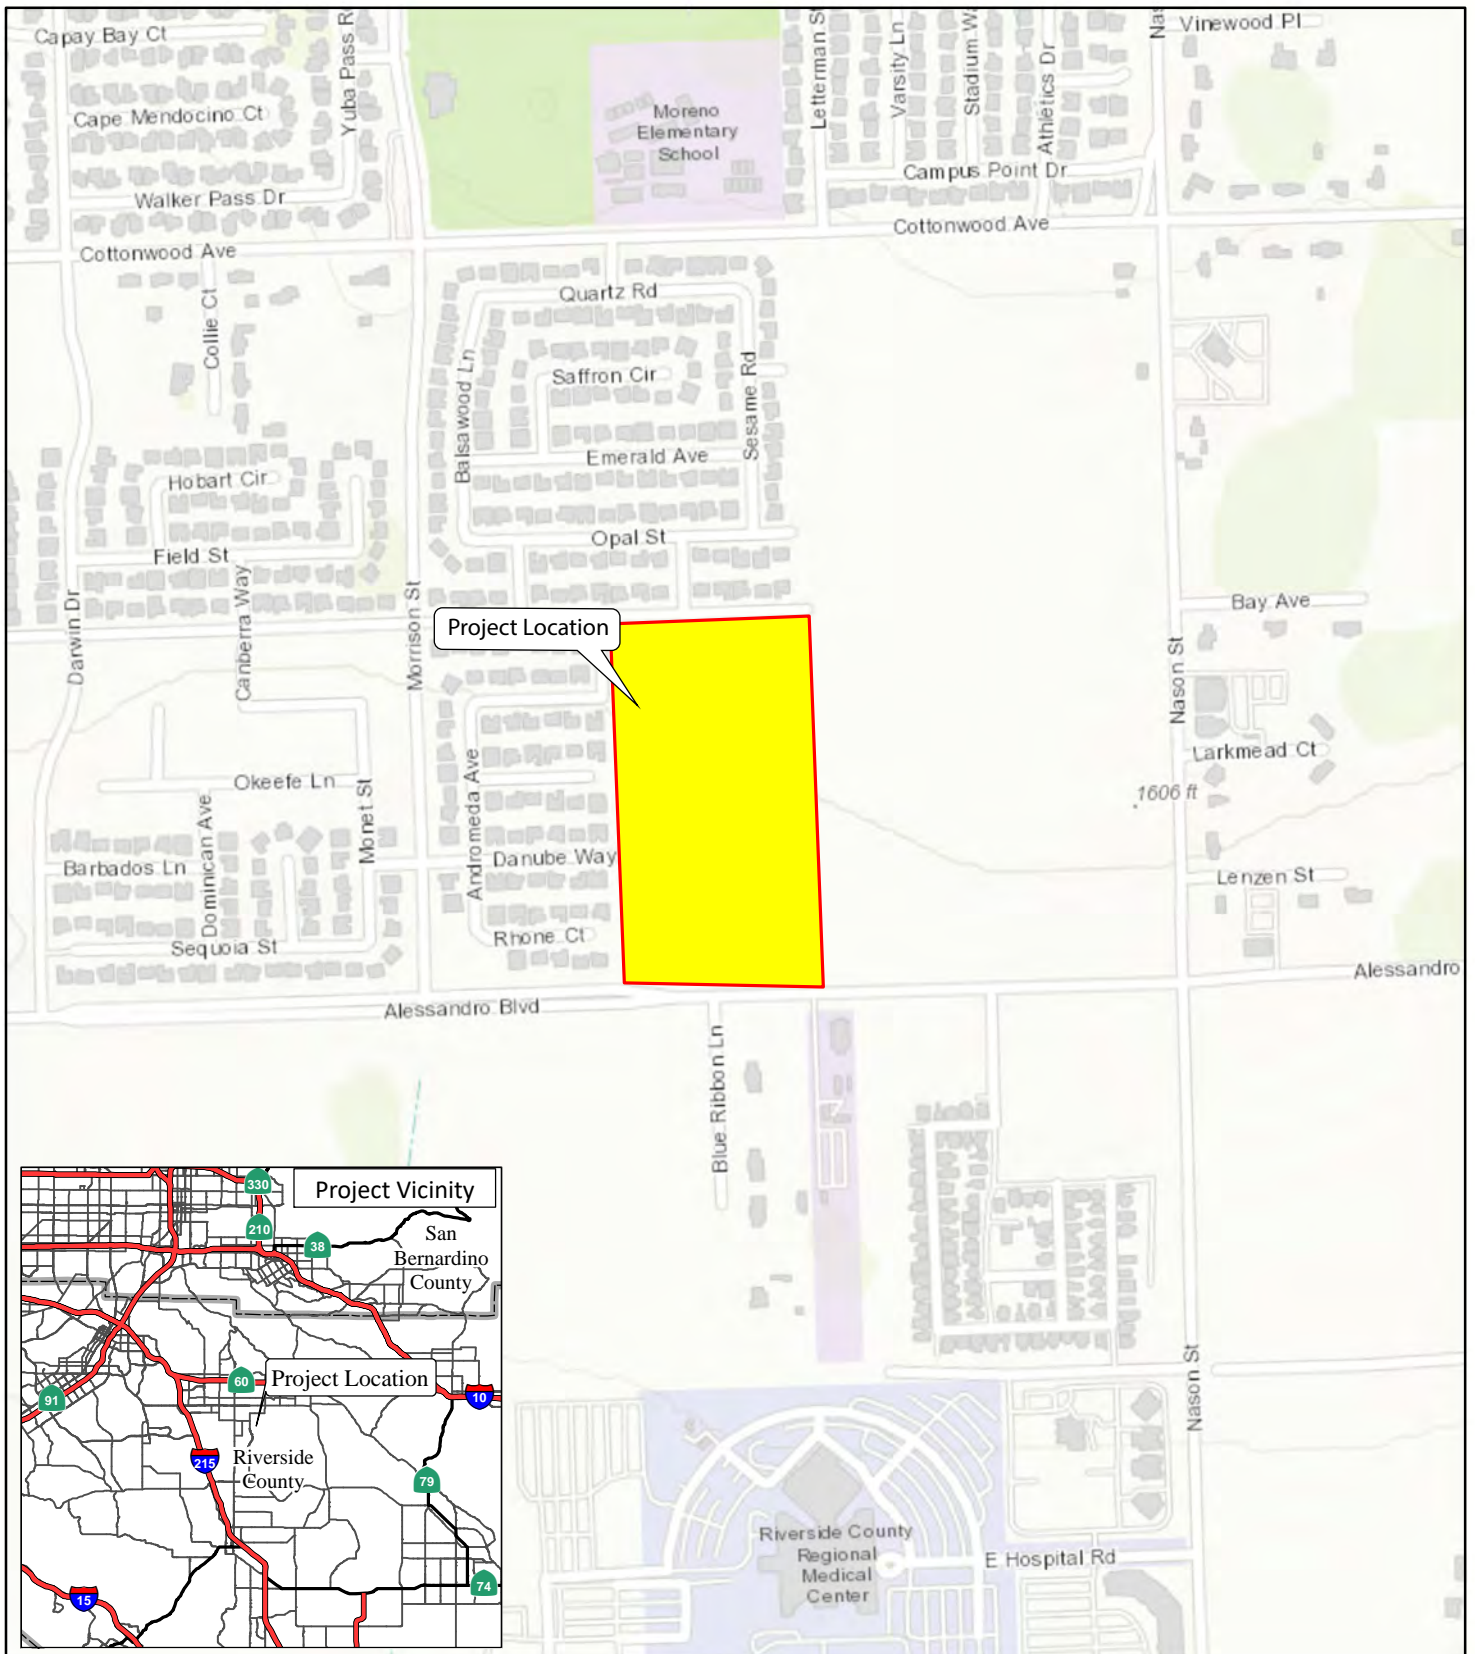 Capay Bay Ct
Cape Mendocino Ct
Walker Pass Dr
Yuba Pass R
Cottonwood Ave
Moreno
Elementary
School
Letterman St
Varsity Ln
Stadium W
Athletics Dr
Campus Point Dr
Cottonwood Ave
Nas
Vinewood Pl
Collie Ct
Quartz Rd
Saffron Cir
Balsawood Ln
Sesame Rd
Emerald Ave
Opal St
Hobart Cir
Field St
Darwin Dr
Canberra Way
Morrison St
Project Location
Bay Ave
Nason St
Larkmead Ct
1606 ft
Lenzen St
Okeefe Ln
Monet St
Dominican Ave
Barbados Ln
Sequoia St
Andromeda Ave
Danube Way
Rhone Ct
Alessandro Blvd
Alessandro
Blue Ribbon Ln
Nason St
Riverside County
Regional
Medical
Center
E Hospital Rd
Project Vicinity
330
210
38
San
Bernardino
County
60
Project Location
91
10
215
Riverside
County
79
74
15